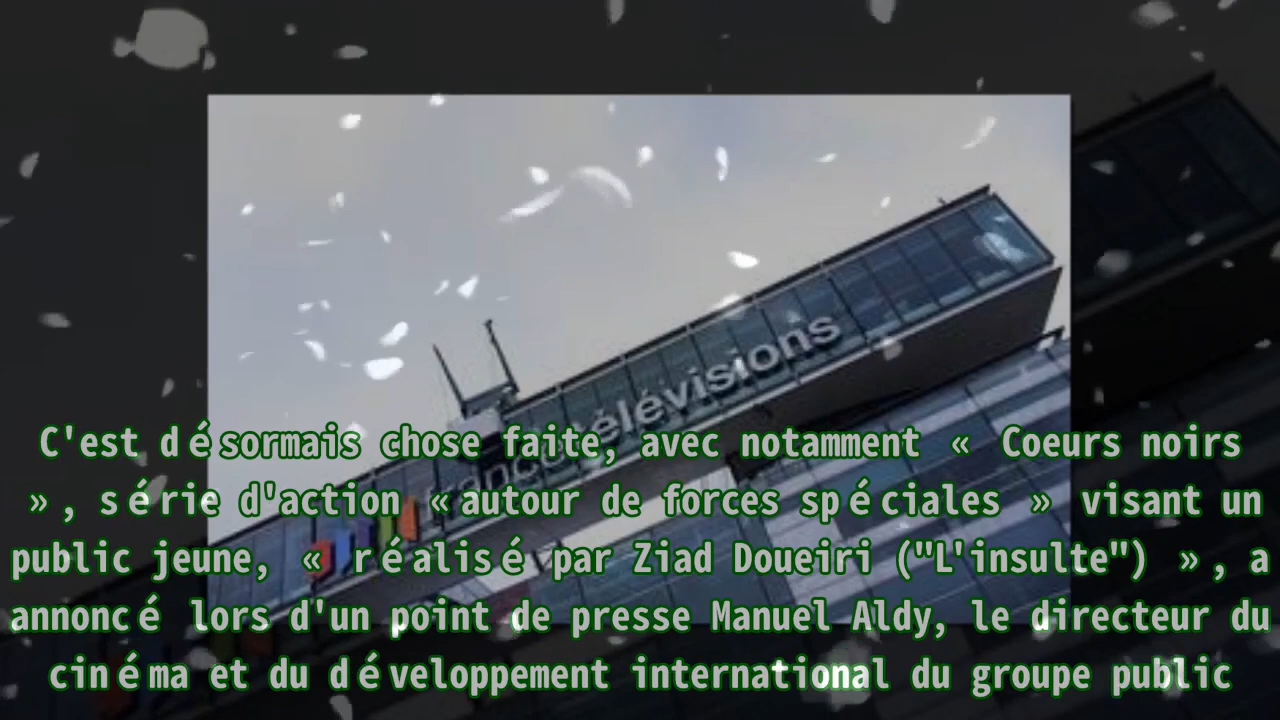 france•télévisions
C'est désormais chose faite, avec notamment « Coeurs noirs
», série d'action « autour de forces spéciales » visant un
public jeune, « réalisé par Ziad Doueiri ("L'insulte") », a
annoncé lors d'un point de presse Manuel Aldy, le directeur du
cinéma et du développement international du groupe public